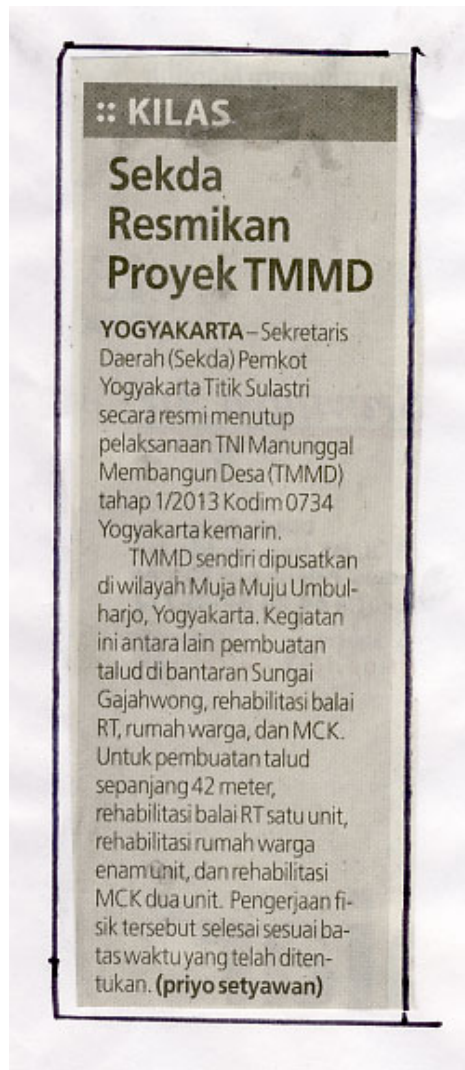 :: KILAS
Sekda
Resmikan
Proyek TMMD
YOGYAKARTA – Sekretaris
Daerah (Sekda) Pemkot
Yogyakarta Titik Sulastri
secara resmi menutup
pelaksanaan TNI Manunggal
Membangun Desa (TMMD)
tahap 1/2013 Kodim 0734
Yogyakarta kemarin.
TMMD sendiri dipusatkan
di wilayah Muja Muju Umbul-
harjo, Yogyakarta. Kegiatan
ini antara lain pembuatan
talud di bantaran Sungai
Gajahwong, rehabilitasi balai
RT, rumah warga, dan MCK.
Untuk pembuatan talud
sepanjang 42 meter,
rehabilitasi balai RT satu unit,
rehabilitasi rumah warga
enam unit, dan rehabilitasi
MCK dua unit. Pengerjaan fi-
sik tersebut selesai sesuai ba-
tas waktu yang telah diten-
tukan. (priyo setyawan)